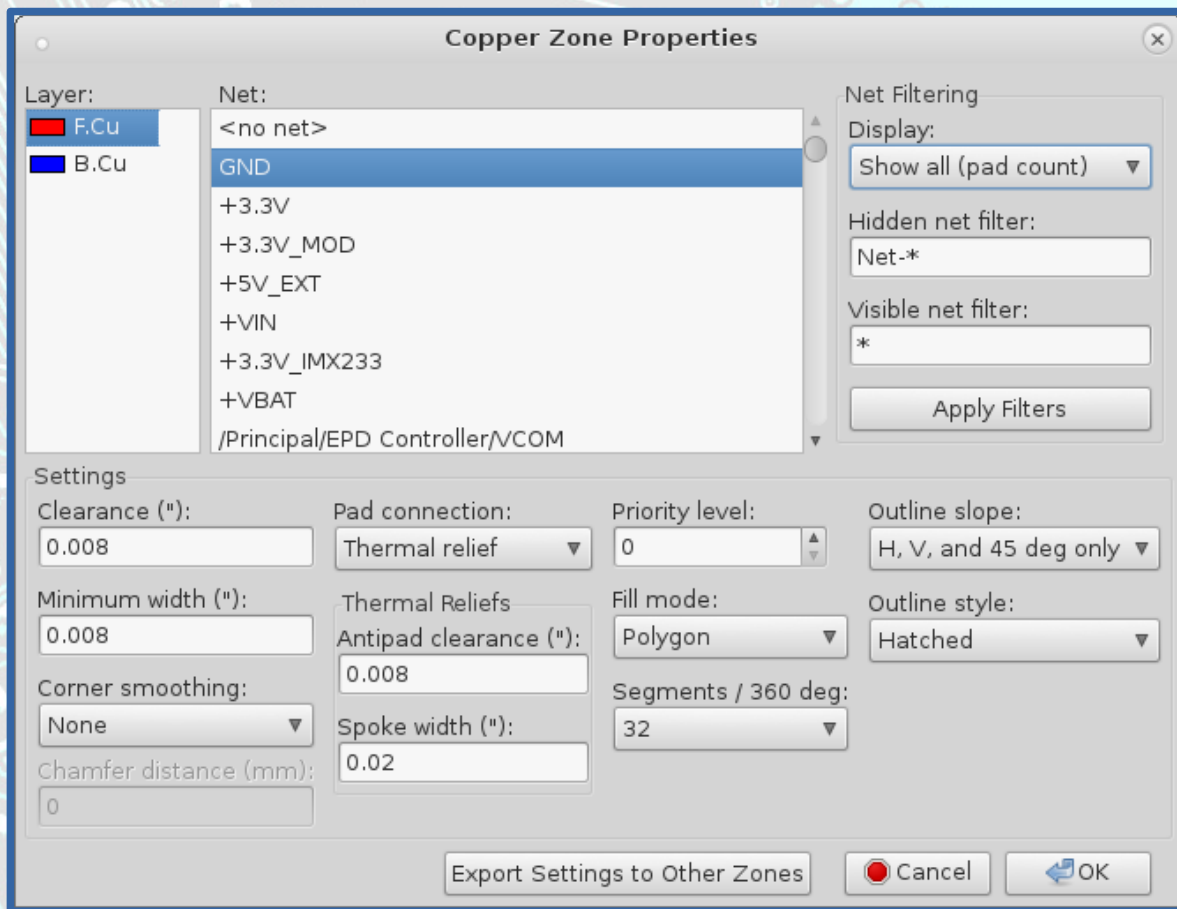 Copper Zone Properties
Layer:
F.Cu
B.Cu
Net:
<no net>
GND
+3.3V
+3.3V_MOD
+5V_EXT
+VIN
+3.3V_IMX233
+VBAT
/Principal/EPD Controller/VCOM
Net Filtering
Display:
Show all (pad count)
Hidden net filter:
Net-*
Visible net filter:
*
Apply Filters
Settings
Clearance ("):
0.008
Minimum width ("):
0.008
Corner smoothing:
None
Chamfer distance (mm):
0
Pad connection:
Thermal relief
Thermal Reliefs
Antipad clearance ("):
0.008
Spoke width ("):
0.02
Priority level:
0
Fill mode:
Polygon
Segments / 360 deg:
32
Outline slope:
H, V, and 45 deg only
Outline style:
Hatched
Export Settings to Other Zones
Cancel
OK